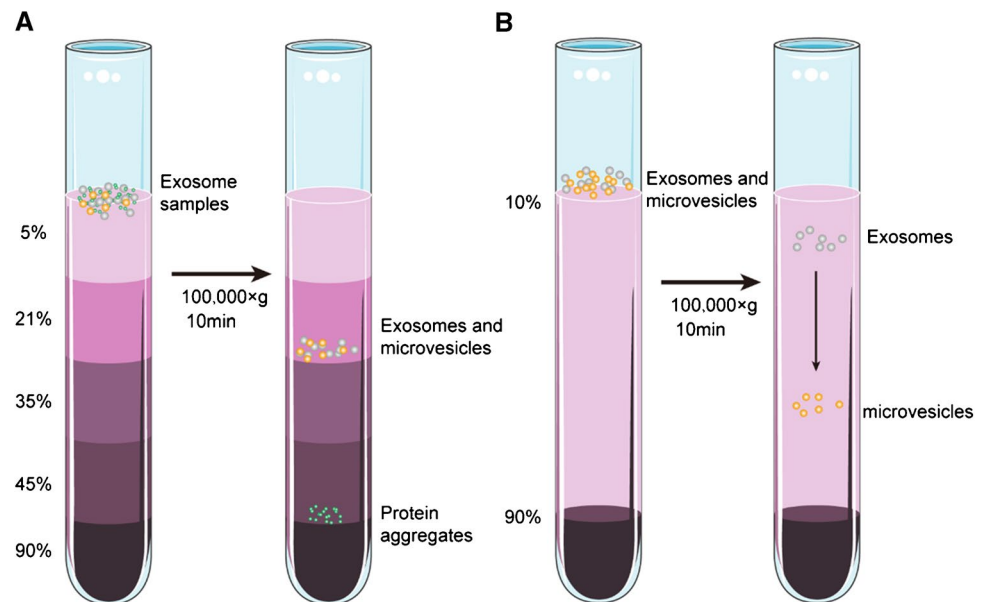 A
Exosome
samples
5%
21%
35%
45%
90%
100,000×g
10min
Exosomes and
microvesicles
Protein
aggregates
B
Exosomes and
microvesicles
10%
90%
100,000×g
10min
Exosomes
microvesicles